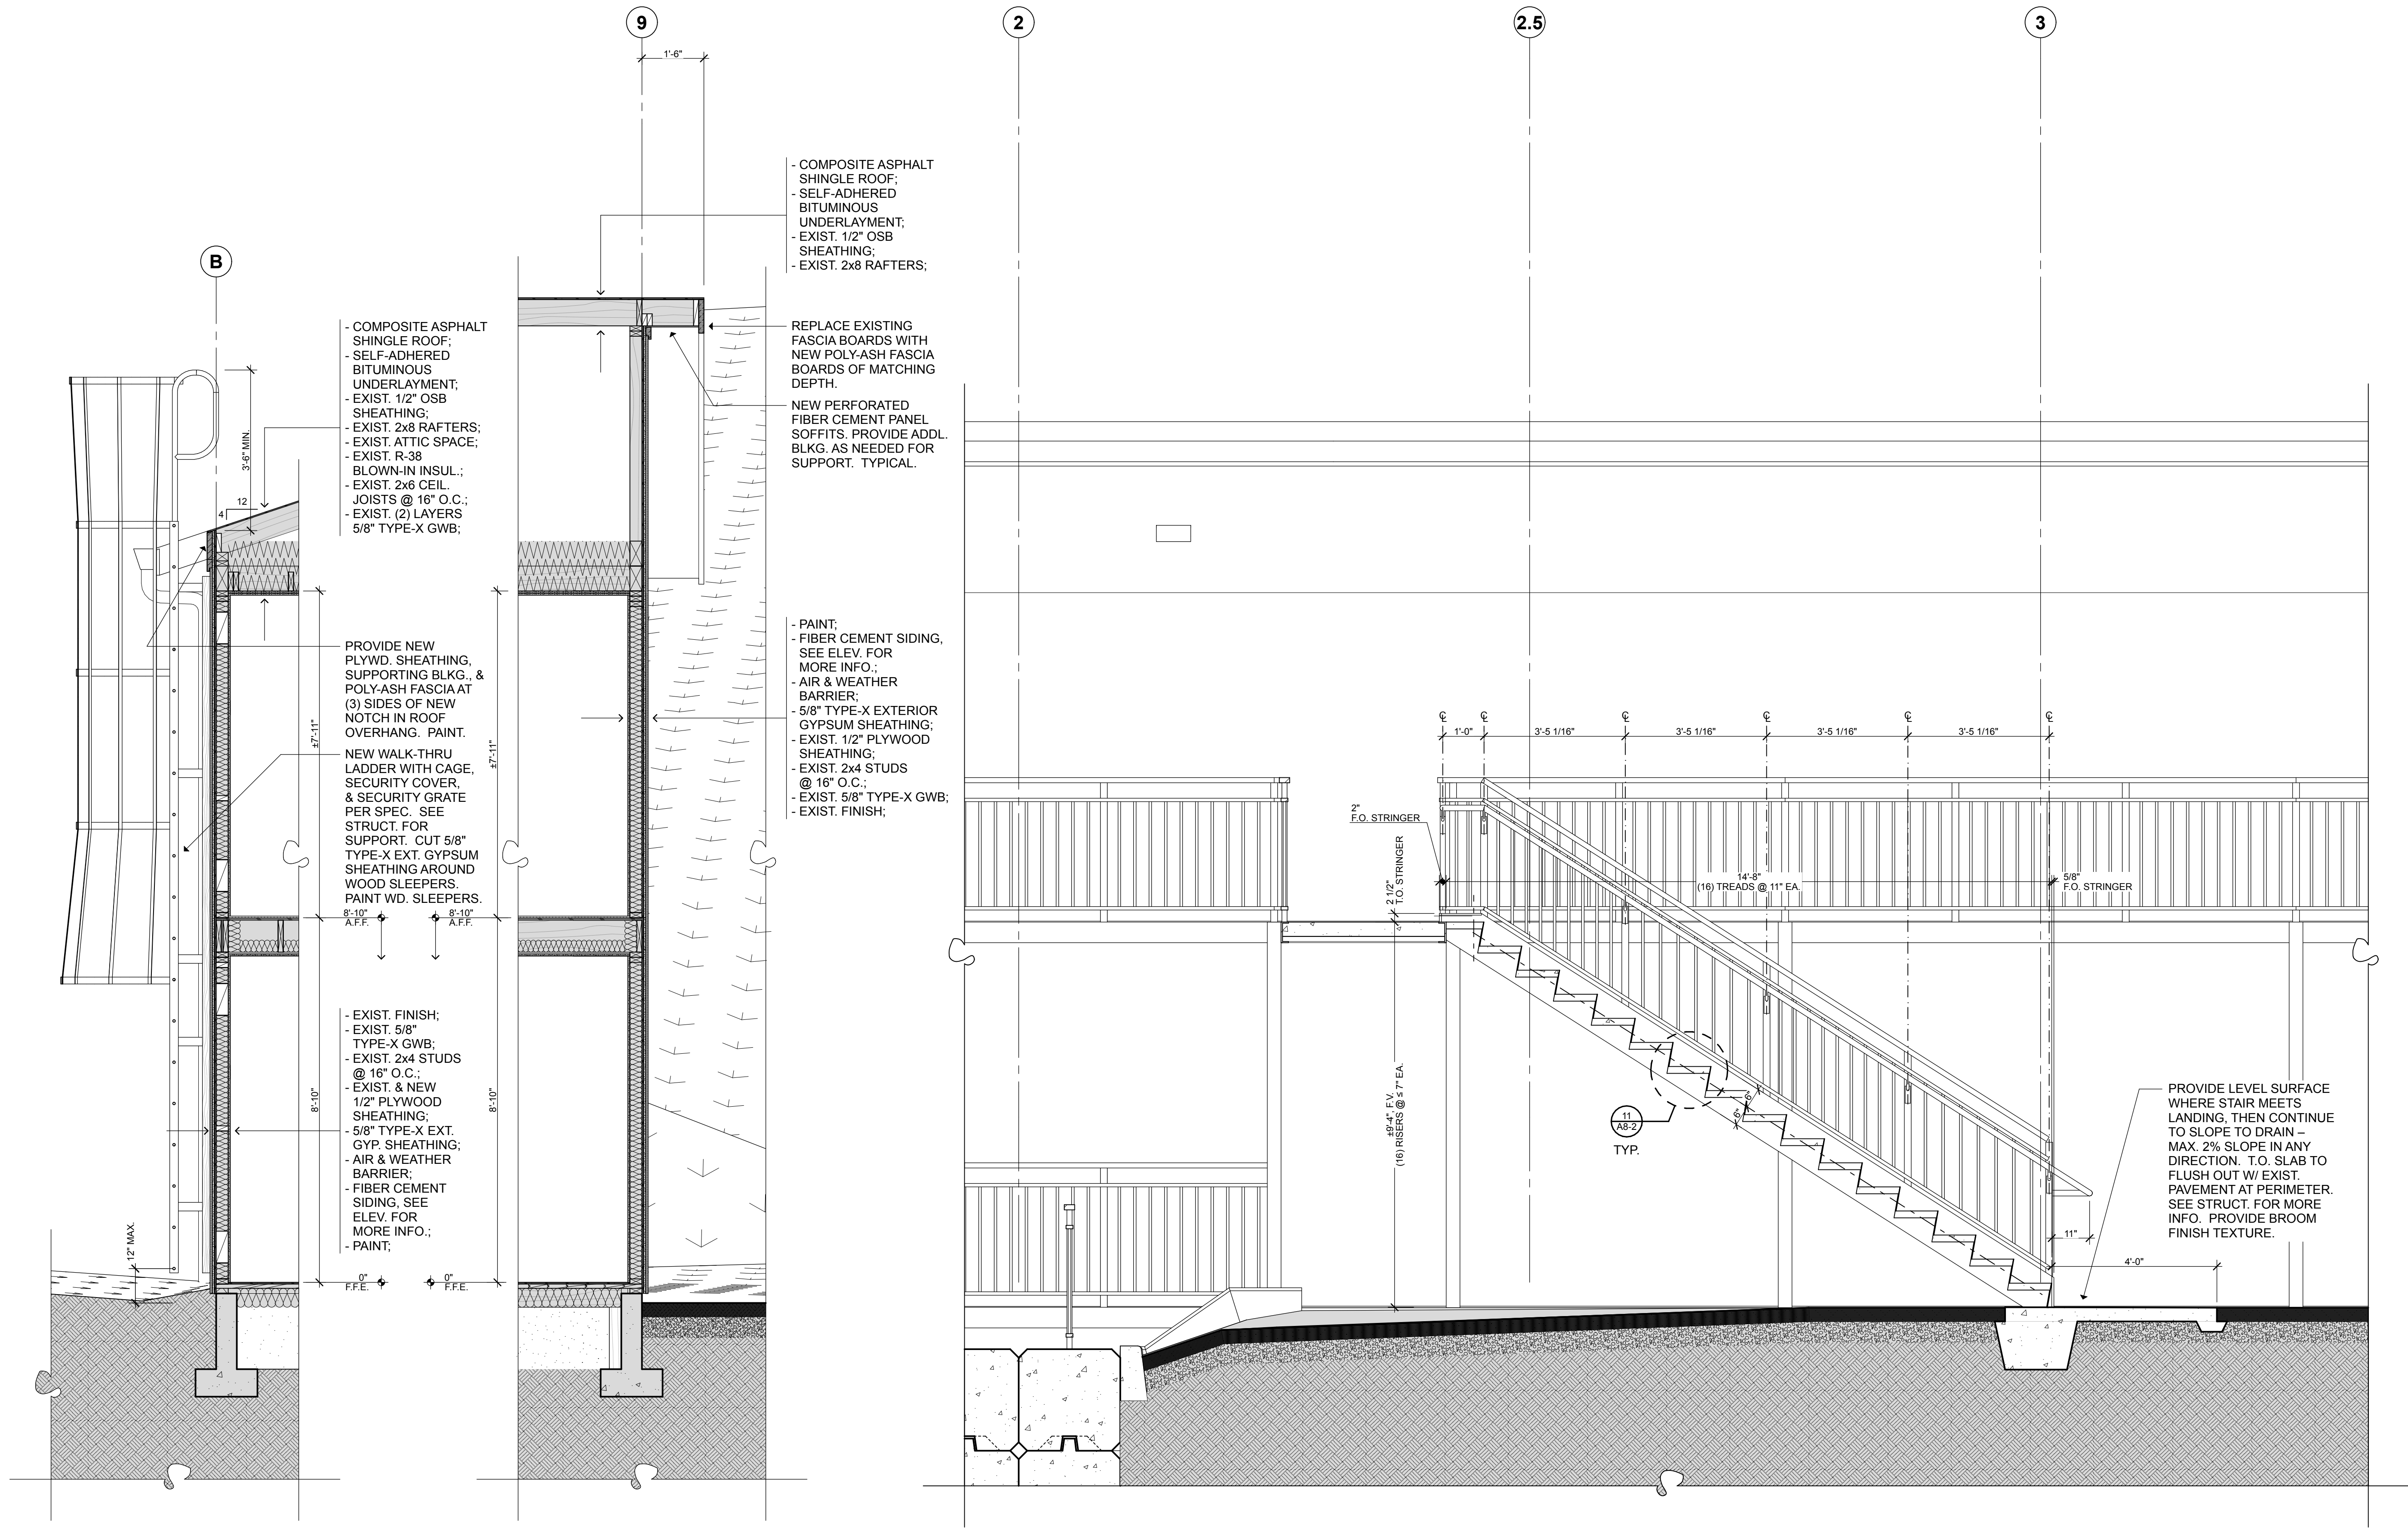 9
2
2.5
3
1'-6"
B
- COMPOSITE ASPHALT
SHINGLE ROOF;
- SELF-ADHERED
BITUMINOUS
UNDERLAYMENT;
- EXIST. 1/2" OSB
SHEATHING;
- EXIST. 2x8 RAFTERS;
REPLACE EXISTING
FASCIA BOARDS WITH
NEW POLY-ASH FASCIA
BOARDS OF MATCHING
DEPTH.
NEW PERFORATED
FIBER CEMENT PANEL
SOFFITS. PROVIDE ADDL.
BLKG. AS NEEDED FOR
SUPPORT. TYPICAL.
- COMPOSITE ASPHALT
SHINGLE ROOF;
- SELF-ADHERED
BITUMINOUS
UNDERLAYMENT;
- EXIST. 1/2" OSB
SHEATHING;
- EXIST. 2x8 RAFTERS;
- EXIST. ATTIC SPACE;
- EXIST. R-38
BLOWN-IN INSUL.;
- EXIST. 2x6 CEIL.
JOISTS @ 16" O.C.;
- EXIST. (2) LAYERS
5/8" TYPE-X GWB;
3'-6" MIN.
12
4
PROVIDE NEW
PLYWD. SHEATHING,
SUPPORTING BLKG., &
POLY-ASH FASCIA AT
(3) SIDES OF NEW
NOTCH IN ROOF
OVERHANG. PAINT.
NEW WALK-THRU
LADDER WITH CAGE,
SECURITY COVER,
& SECURITY GRATE
PER SPEC. SEE
STRUCT. FOR
SUPPORT. CUT 5/8"
TYPE-X EXT. GYPSUM
SHEATHING AROUND
WOOD SLEEPERS.
PAINT WD. SLEEPERS.
±7'-11"
±7'-11"
8'-10"
A.F.F.
8'-10"
A.F.F.
- EXIST. FINISH;
- EXIST. 5/8"
TYPE-X GWB;
- EXIST. 2x4 STUDS
@ 16" O.C.;
- EXIST. & NEW
1/2" PLYWOOD
SHEATHING;
- 5/8" TYPE-X EXT.
GYP. SHEATHING;
- AIR & WEATHER
BARRIER;
- FIBER CEMENT
SIDING, SEE
ELEV. FOR
MORE INFO.;
- PAINT;
8'-10"
8'-10"
12" MAX.
0"
F.F.E.
0"
F.F.E.
- PAINT;
- FIBER CEMENT SIDING,
SEE ELEV. FOR
MORE INFO.;
- AIR & WEATHER
BARRIER;
- 5/8" TYPE-X EXTERIOR
GYPSUM SHEATHING;
- EXIST. 1/2" PLYWOOD
SHEATHING;
- EXIST. 2x4 STUDS
@ 16" O.C.;
- EXIST. 5/8" TYPE-X GWB;
- EXIST. FINISH;
℄ ℄ ℄ ℄ ℄ ℄
1'-0" 3'-5 1/16" 3'-5 1/16" 3'-5 1/16" 3'-5 1/16"
2"
F.O. STRINGER
2 1/2"
T.O. STRINGER
14'-8"
(16) TREADS @ 11" EA.
5/8"
F.O. STRINGER
±9'-4", F.V.
(16) RISERS @ ≤ 7" EA.
6"
6"
11
A8-2
TYP.
PROVIDE LEVEL SURFACE
WHERE STAIR MEETS
LANDING, THEN CONTINUE
TO SLOPE TO DRAIN –
MAX. 2% SLOPE IN ANY
DIRECTION. T.O. SLAB TO
FLUSH OUT W/ EXIST.
PAVEMENT AT PERIMETER.
SEE STRUCT. FOR MORE
INFO. PROVIDE BROOM
FINISH TEXTURE.
11"
4'-0"